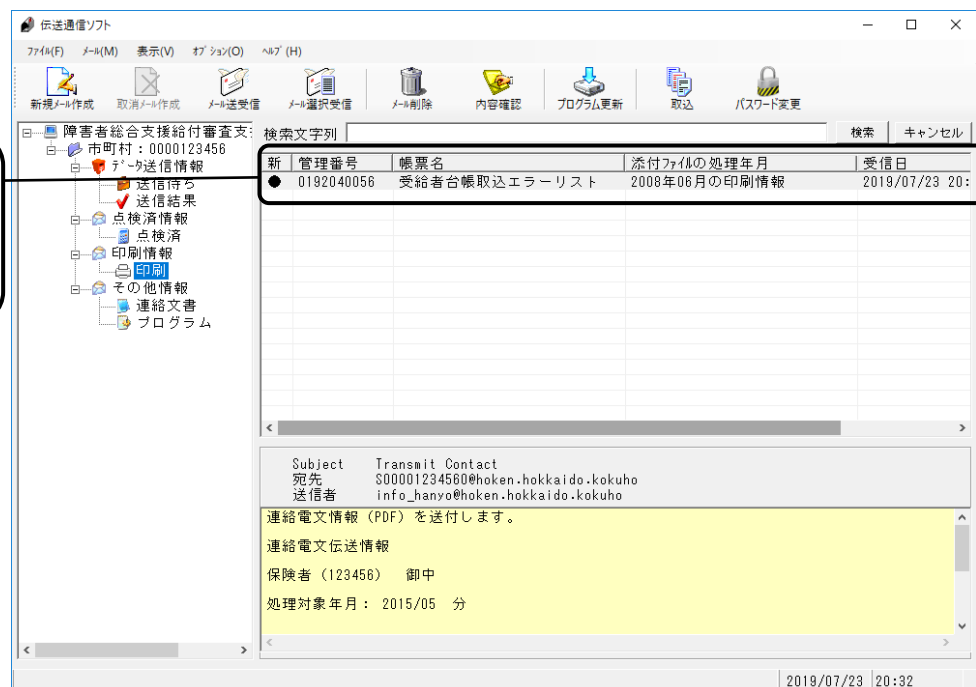 伝送通信ソフト
ﾌｧｲﾙ(F) ﾒｰﾙ(M) 表示(V) ｵﾌﾟｼｮﾝ(O) ﾍﾙﾌﾟ(H)
新規ﾒｰﾙ作成 取消ﾒｰﾙ作成 ﾒｰﾙ送受信 ﾒｰﾙ選択受信 ﾒｰﾙ削除 内容確認 ﾌﾟﾛｸﾞﾗﾑ更新 取込 ﾊﾟｽﾜｰﾄﾞ変更
障害者総合支援給付審査支
市町村：0000123456
ﾃﾞｰﾀ送信情報
送信待ち
送信結果
点検済情報
点検済
印刷情報
印刷
その他情報
連絡文書
プログラム
検索文字列 検索 キャンセル
新 管理番号 帳票名 添付ﾌｧｲﾙの処理年月 受信日
● 0192040056 受給者台帳取込エラーリスト 2008年06月の印刷情報 2019/07/23 20:
Subject Transmit Contact
宛先 S00001234560@hoken.hokkaido.kokuho
送信者 info_hanyo@hoken.hokkaido.kokuho
連絡電文情報（PDF）を送付します。
連絡電文伝送情報
保険者（123456） 御中
処理対象年月： 2015/05 分
2019/07/23 20:32